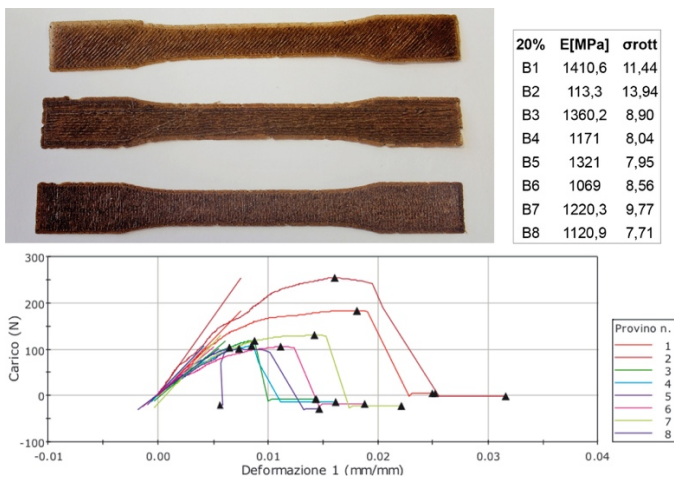 20% E[MPa] σrott
B1 1410,6 11,44
B2 113,3 13,94
B3 1360,2 8,90
B4 1171 8,04
B5 1321 7,95
B6 1069 8,56
B7 1220,3 9,77
B8 1120,9 7,71
300
200
100
0
-100
Carico (N)
-0.01 0.00 0.01 0.02 0.03 0.04
Deformazione 1 (mm/mm)
Provino n.
1
2
3
4
5
6
7
8